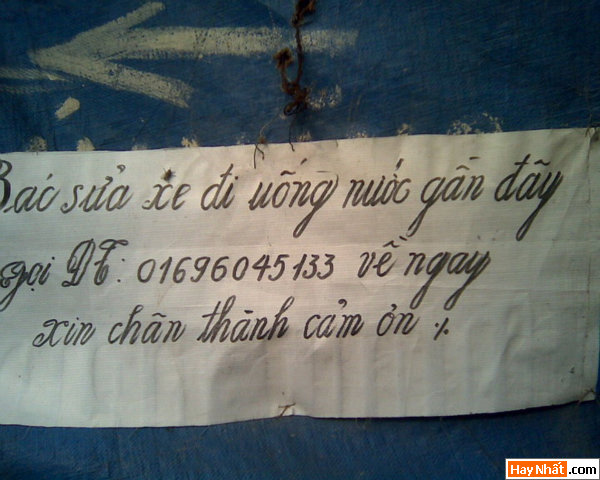 Bác sửa xe đi uống nước gần đây
gọi ĐT: 01696045133 về ngay
xin chân thành cảm ơn ./.
HayNhất.com